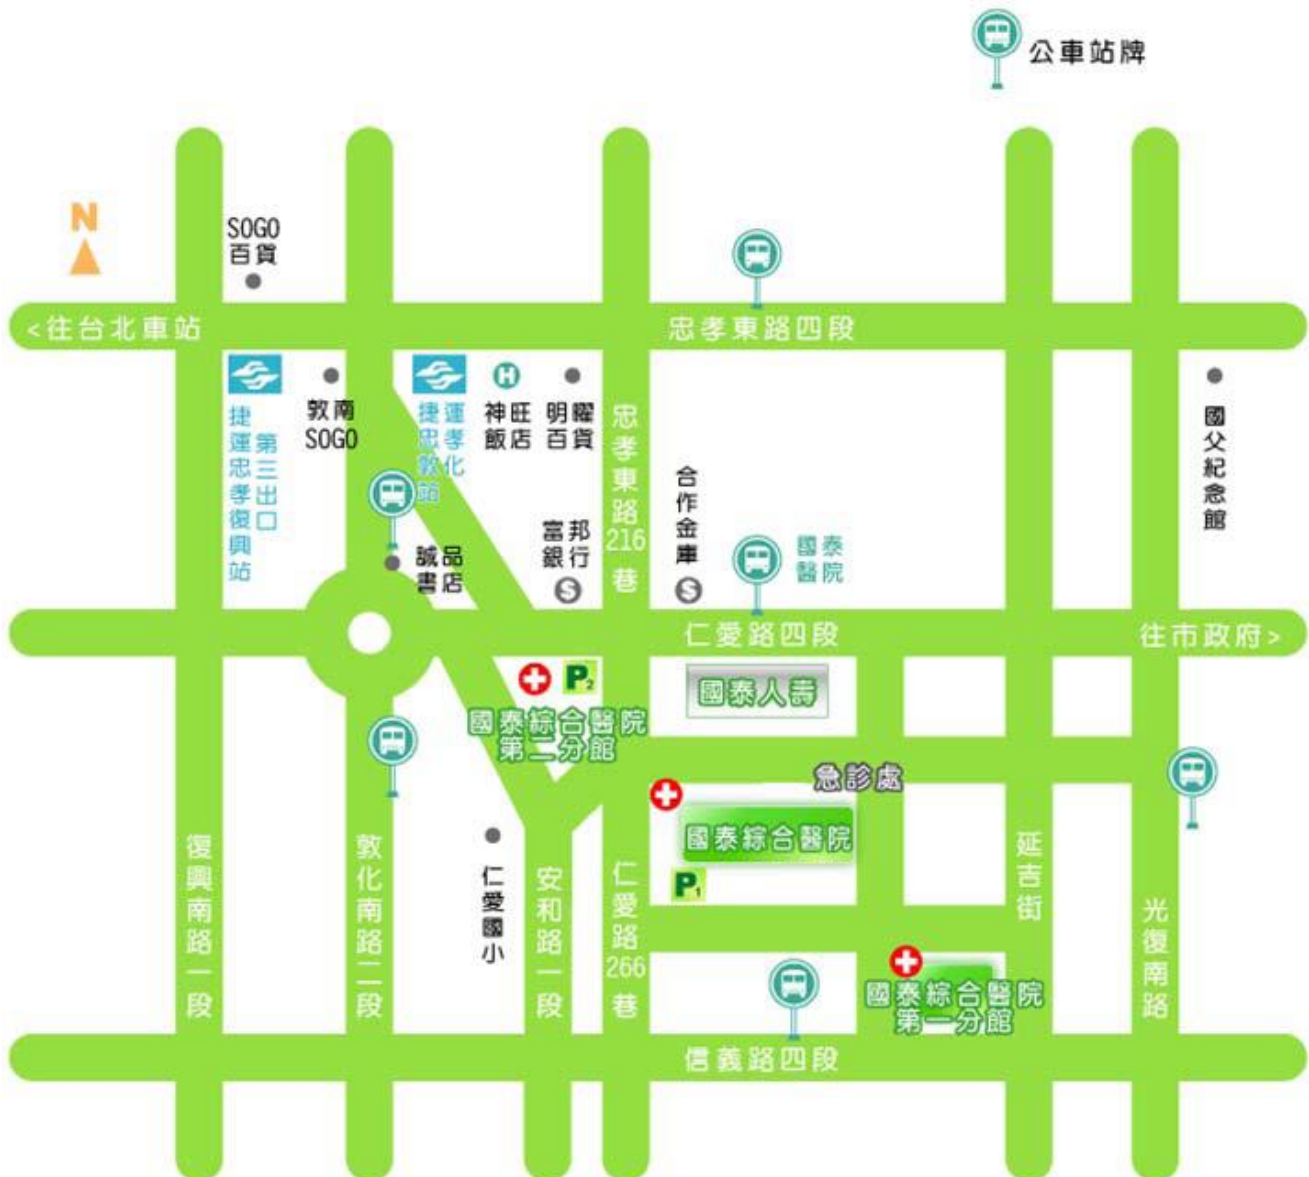 公車站牌
N
SOGO
百貨
<往台北車站
忠孝東路四段
捷運忠孝復興站
第三出口
敦南
SOGO
捷運
忠孝
敦化
站
H
神旺
飯店
明曜
百貨
忠孝東路216巷
合作金庫
國父紀念館
誠品
書店
富邦
銀行
S
S
國泰
醫院
仁愛路四段
往市政府>
P2
國泰綜合醫院
第二分館
國泰人壽
急診處
國泰綜合醫院
P1
復興南路一段
敦化南路二段
仁愛國小
安和路一段
仁愛路266巷
延吉街
光復南路
國泰綜合醫院
第一分館
信義路四段